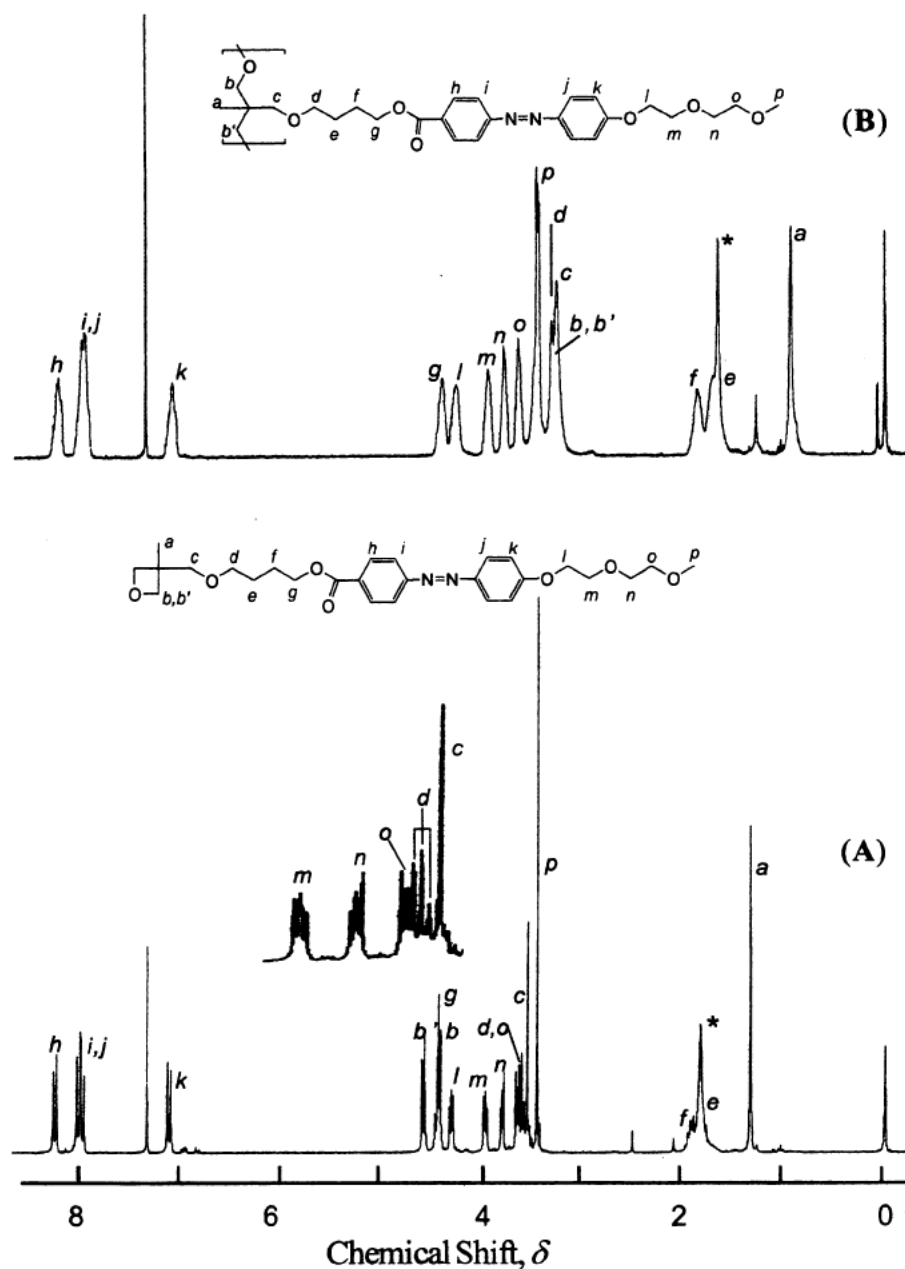 O
b
a
c
b'
d
e
f
g
O
O
O
h
i
N=N
j
k
O
l
m
O
n
o
O
p
(B)
h
i,j
k
g
l
m
n
o
p
d
c
b, b'
f
*
e
a
a
c
O
b,b'
O
d
e
f
g
O
O
h
i
N=N
j
k
O
l
m
O
n
o
O
p
m
n
o
d
c
(A)
h
i,j
k
b'
g
b
l
m
n
d,o
c
p
f
*
e
a
8
6
4
2
0
Chemical Shift, δ